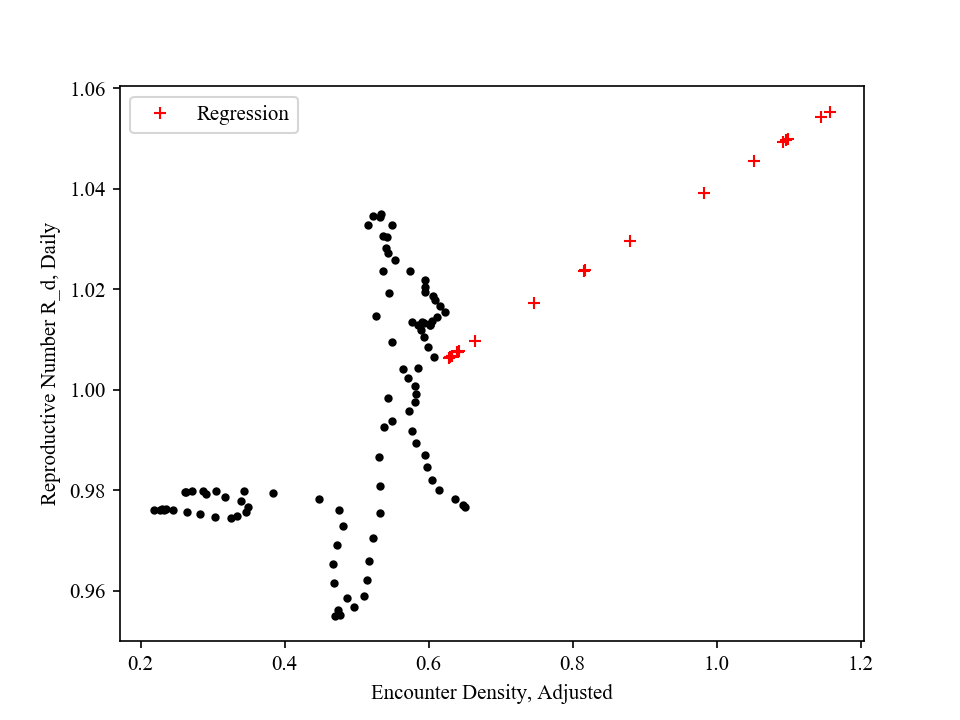 1.06
Regression
1.04
1.02
1.00
0.98
0.96
Reproductive Number R_d, Daily
0.2 0.4 0.6 0.8 1.0 1.2
Encounter Density, Adjusted